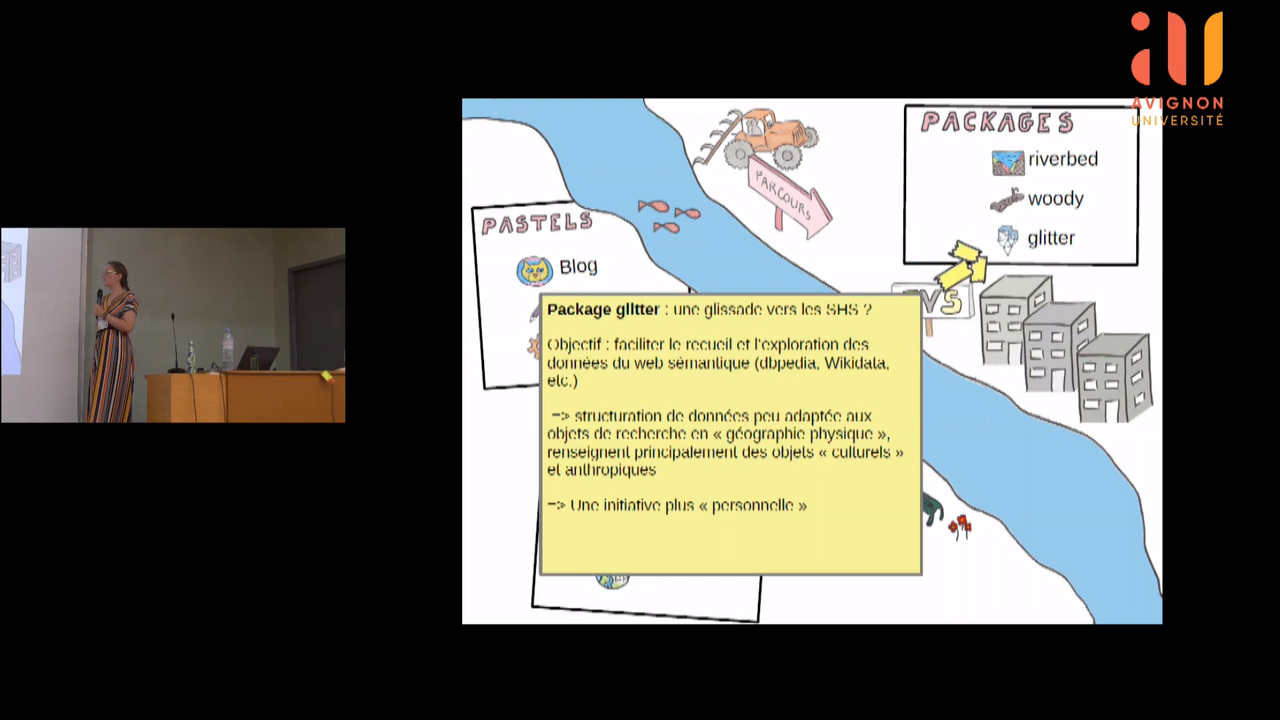 AVIGNON
UNIVERSITÉ
PACKAGES
riverbed
woody
glitter
PARCOURS
PASTELS
Blog
Package glitter : une glissade vers les SHS ?
Objectif : faciliter le recueil et l'exploration des
données du web sémantique (dbpedia, Wikidata,
etc.)
=> structuration de données peu adaptée aux
objets de recherche en « géographie physique »,
renseignent principalement des objets « culturels »
et anthropiques
=> Une initiative plus « personnelle »